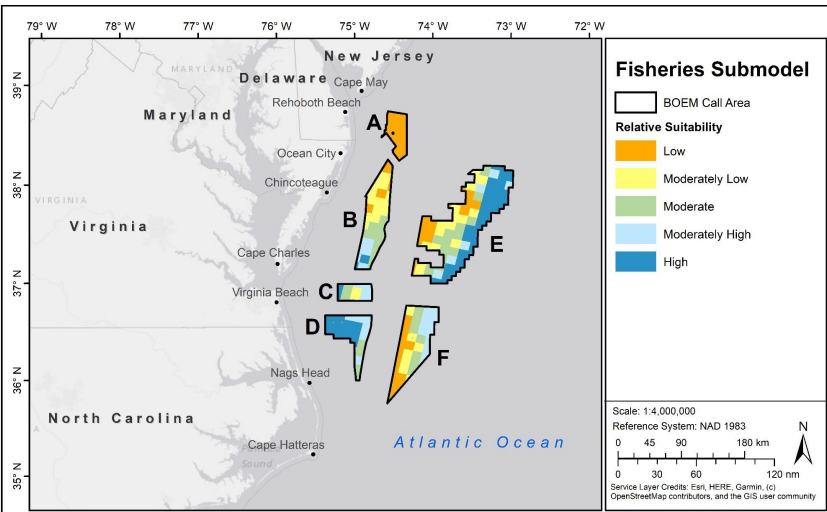 79° W 78° W 77° W 76° W 75° W 74° W 73° W 72° W
39° N
38° N
37° N
36° N
35° N
New Jersey
MARYLAND
Delaware
Cape May
Rehoboth Beach
Maryland
A
Ocean City
Chincoteague
VIRGINIA
Virginia
B
E
Cape Charles
C
Virginia Beach
D
F
Nags Head
North Carolina
Cape Hatteras
Sound
Atlantic Ocean
Fisheries Submodel
BOEM Call Area
Relative Suitability
Low
Moderately Low
Moderate
Moderately High
High
Scale: 1:4,000,000
Reference System: NAD 1983
N
0 45 90 180 km
0 30 60 120 nm
Service Layer Credits: Esri, HERE, Garmin, (c)
OpenStreetMap contributors, and the GIS user community